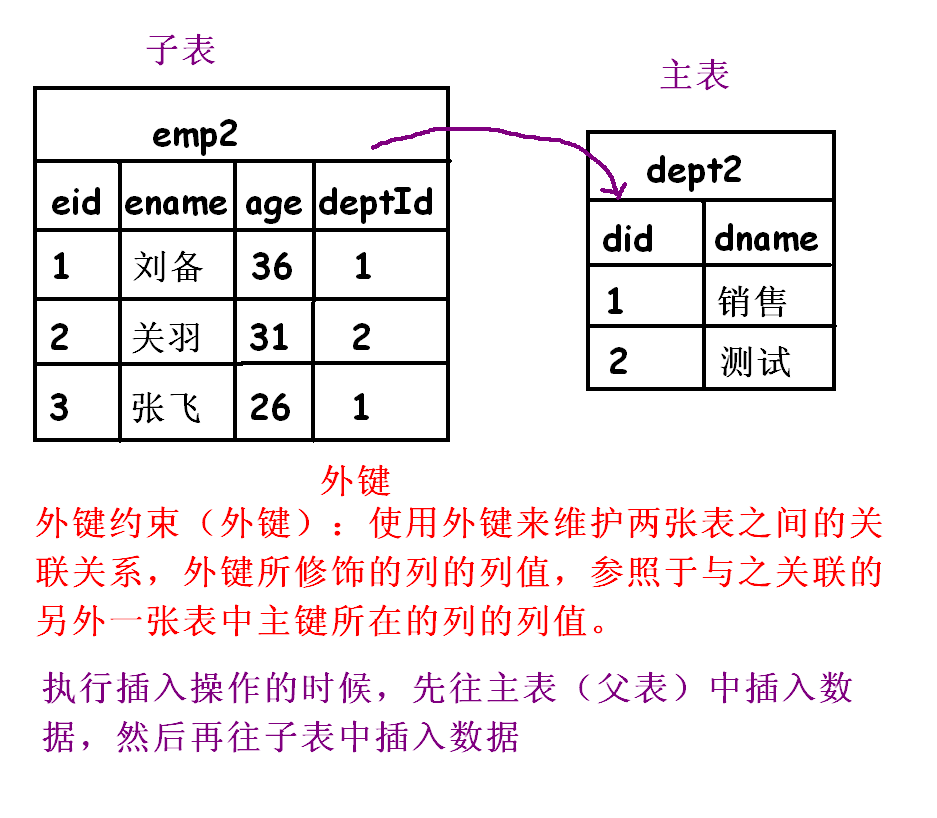 子表
emp2
eid ename age deptId
1 刘备 36 1
2 关羽 31 2
3 张飞 26 1
主表
dept2
did dname
1 销售
2 测试
外键
外键约束（外键）：使用外键来维护两张表之间的关
联关系，外键所修饰的列的列值，参照于与之关联的
另外一张表中主键所在的列的列值。
执行插入操作的时候，先往主表（父表）中插入数
据，然后再往子表中插入数据